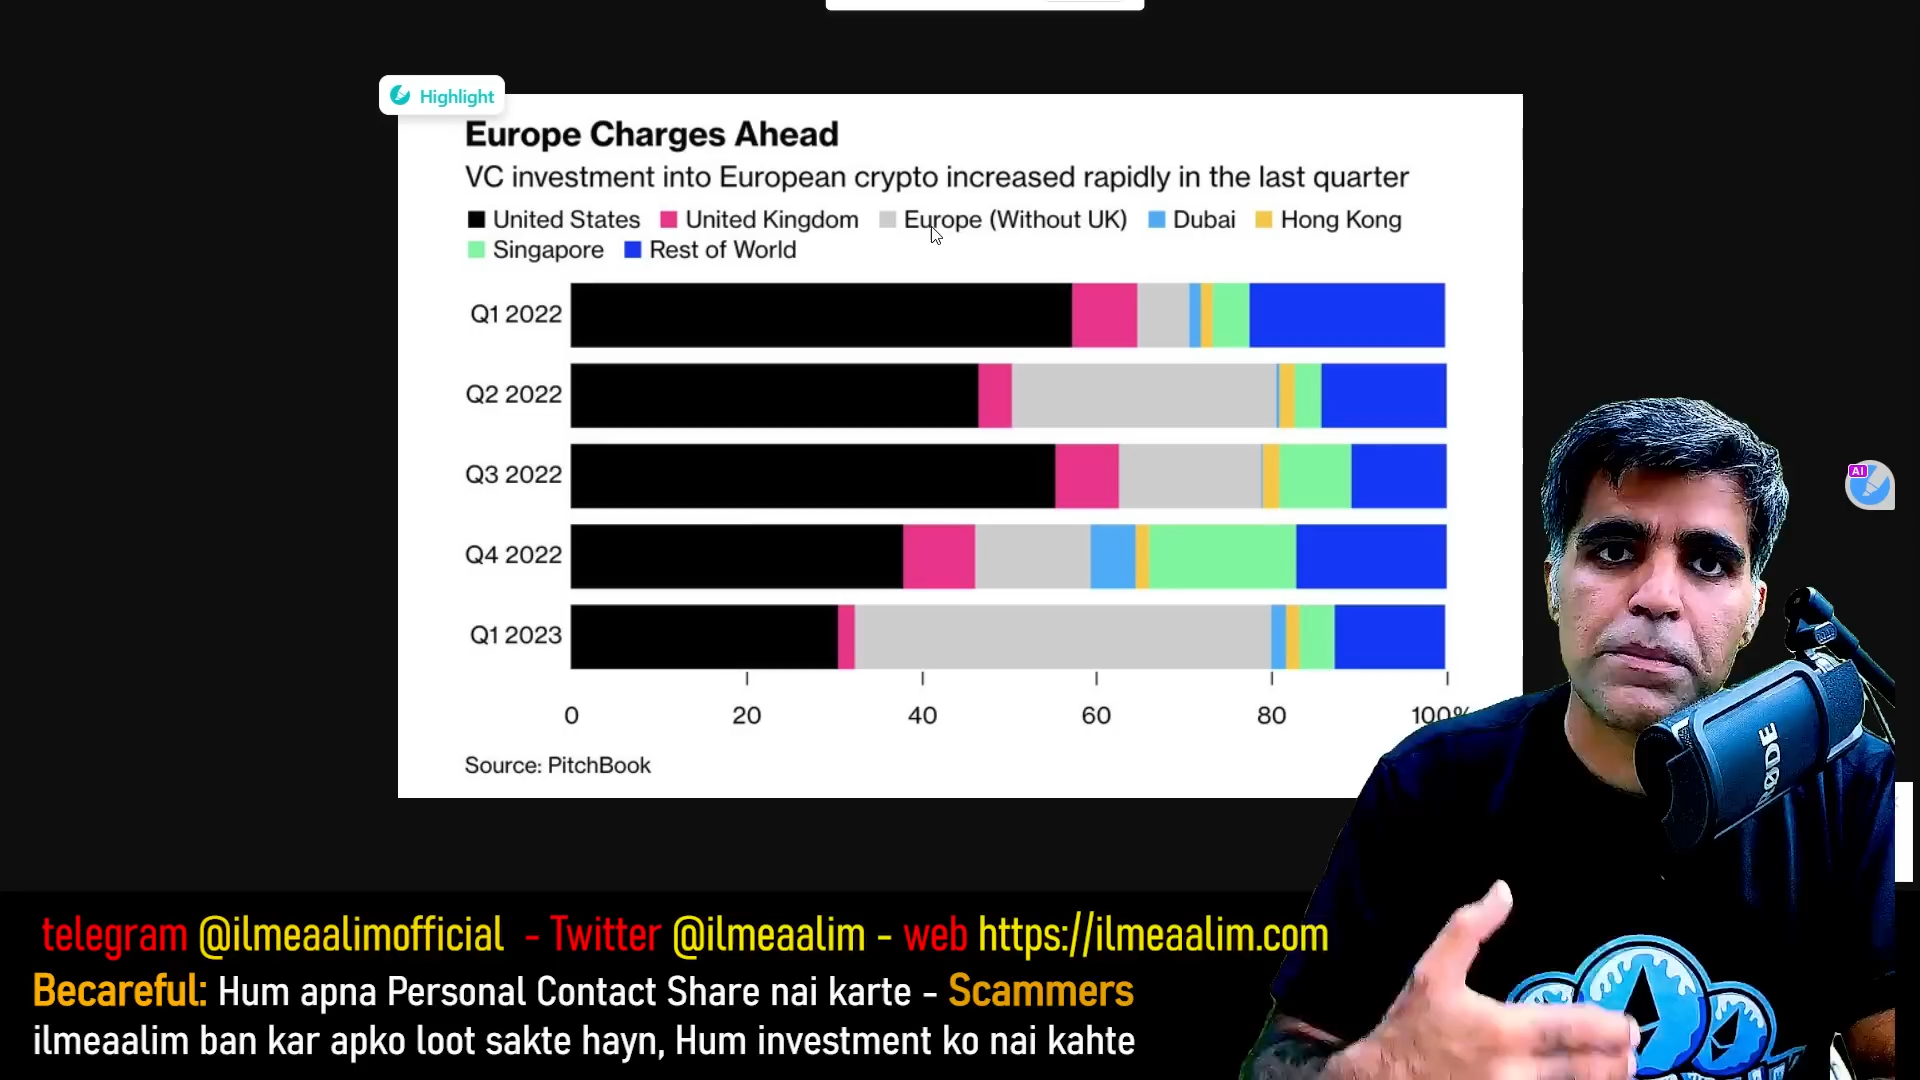 Highlight
Europe Charges Ahead
VC investment into European crypto increased rapidly in the last quarter
United States United Kingdom Europe (Without UK) Dubai Hong Kong
Singapore Rest of World
Q1 2022
Q2 2022
Q3 2022
Q4 2022
Q1 2023
0 20 40 60 80 100%
Source: PitchBook
AI
RØDE
telegram @ilmeaalimofficial - Twitter @ilmeaalim - web https://ilmeaalim.com
Becareful: Hum apna Personal Contact Share nai karte - Scammers
ilmeaalim ban kar apko loot sakte hayn, Hum investment ko nai kahte